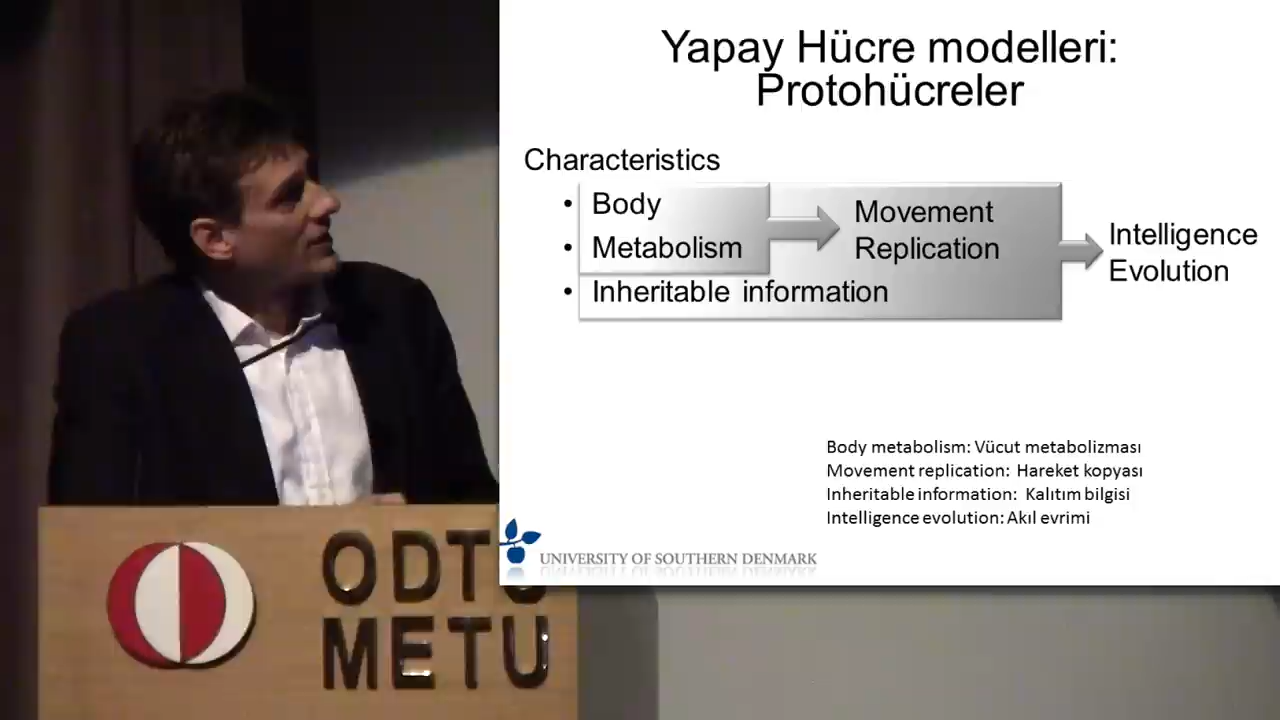 Yapay Hücre modelleri:
Protohücreler
Characteristics
• Body
• Metabolism
• Inheritable information
Movement
Replication
Intelligence
Evolution
Body metabolism: Vücut metabolizması
Movement replication: Hareket kopyası
Inheritable information: Kalıtım bilgisi
Intelligence evolution: Akıl evrimi
UNIVERSITY OF SOUTHERN DENMARK
ODTÜ
METU